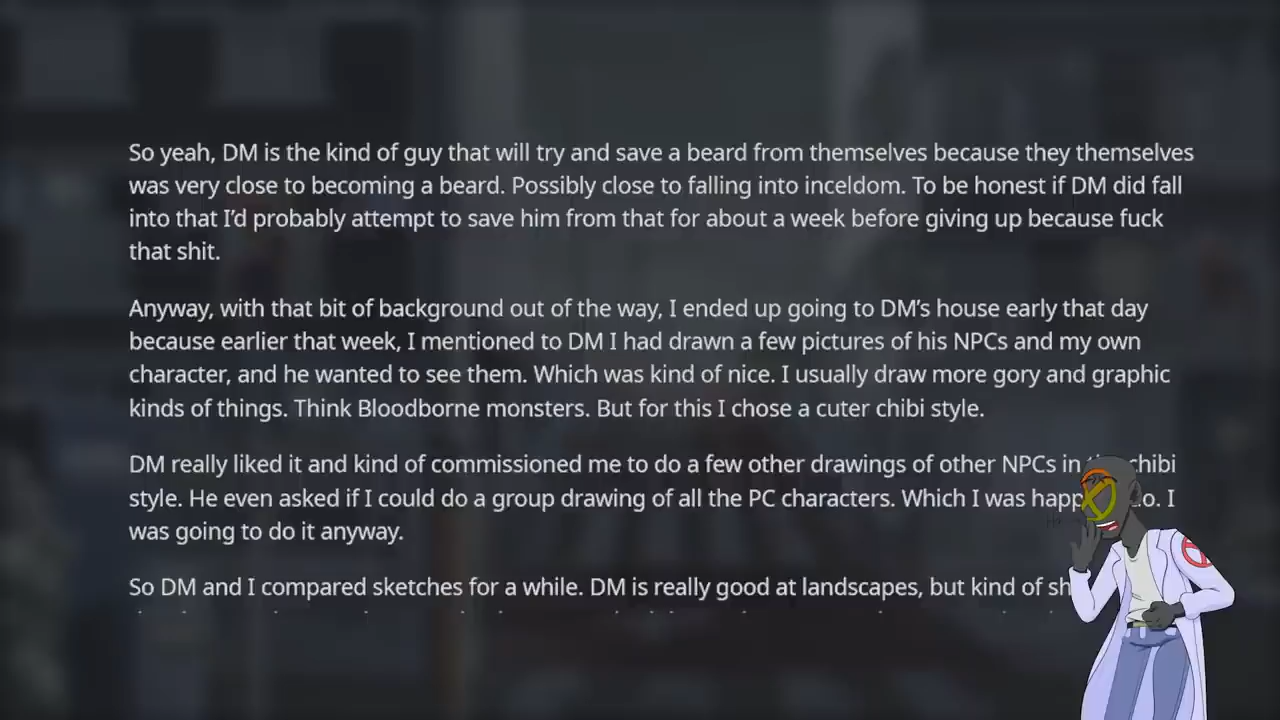 So yeah, DM is the kind of guy that will try and save a beard from themselves because they themselves
was very close to becoming a beard. Possibly close to falling into inceldom. To be honest if DM did fall
into that I’d probably attempt to save him from that for about a week before giving up because fuck
that shit.
Anyway, with that bit of background out of the way, I ended up going to DM’s house early that day
because earlier that week, I mentioned to DM I had drawn a few pictures of his NPCs and my own
character, and he wanted to see them. Which was kind of nice. I usually draw more gory and graphic
kinds of things. Think Bloodborne monsters. But for this I chose a cuter chibi style.
DM really liked it and kind of commissioned me to do a few other drawings of other NPCs in chibi
style. He even asked if I could do a group drawing of all the PC characters. Which I was I
was going to do it anyway.
So DM and I compared sketches for a while. DM is really good at landscapes, but kind of